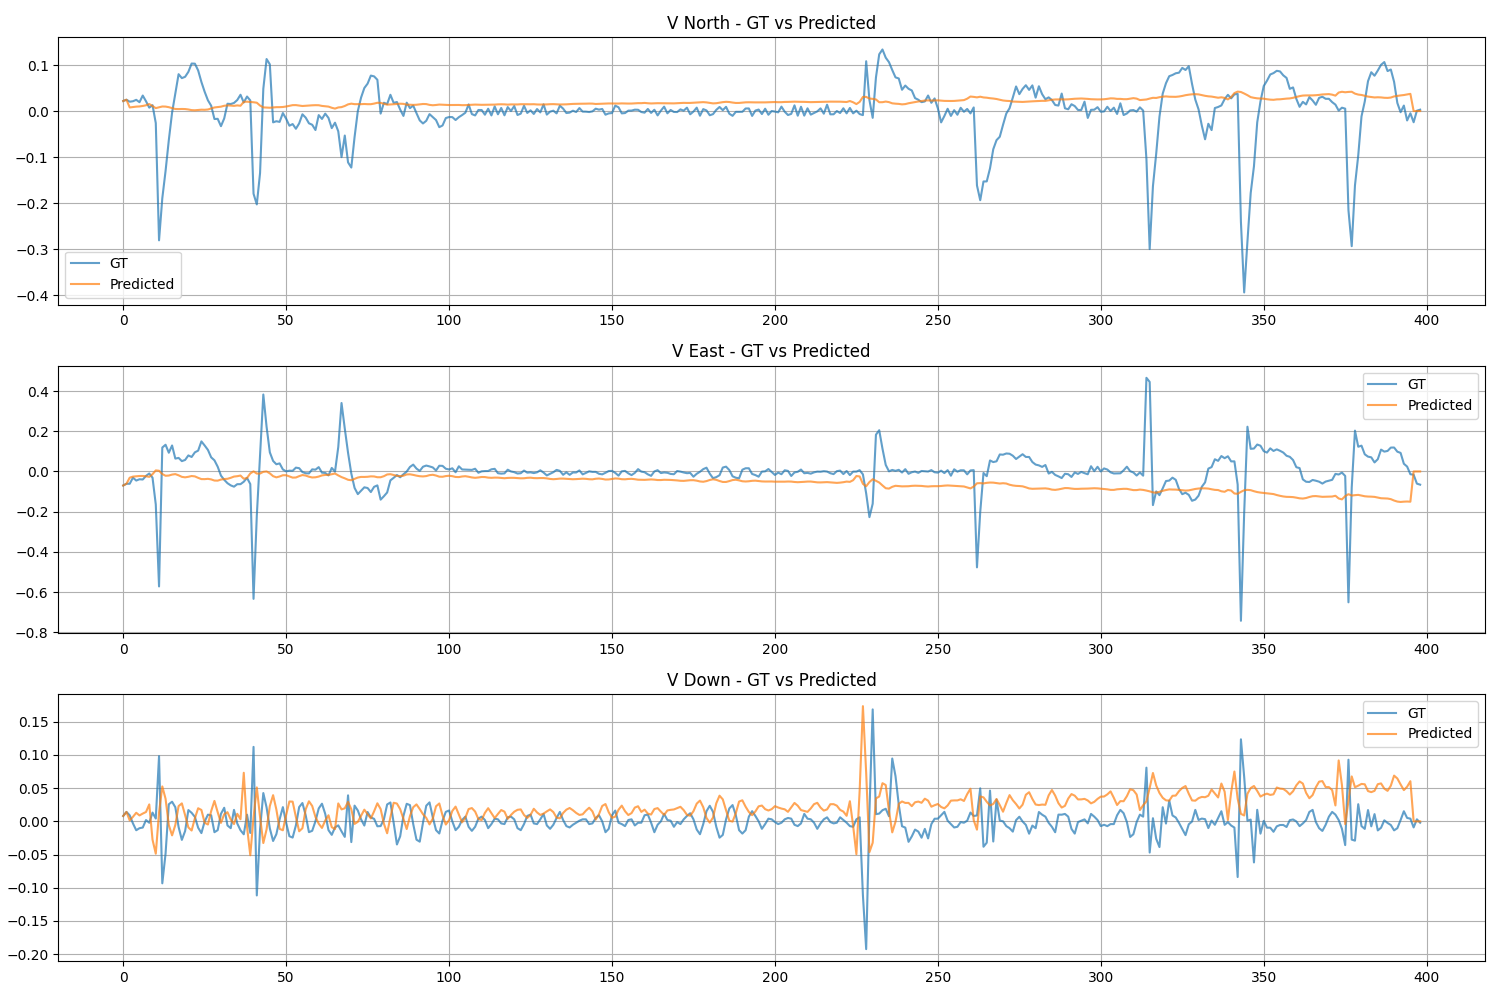 V North - GT vs Predicted
0.1
0.0
−0.1
−0.2
−0.3
−0.4
GT
Predicted
0 50 100 150 200 250 300 350 400
V East - GT vs Predicted
0.4
0.2
0.0
−0.2
−0.4
−0.6
−0.8
GT
Predicted
0 50 100 150 200 250 300 350 400
V Down - GT vs Predicted
0.15
0.10
0.05
0.00
−0.05
−0.10
−0.15
−0.20
GT
Predicted
0 50 100 150 200 250 300 350 400